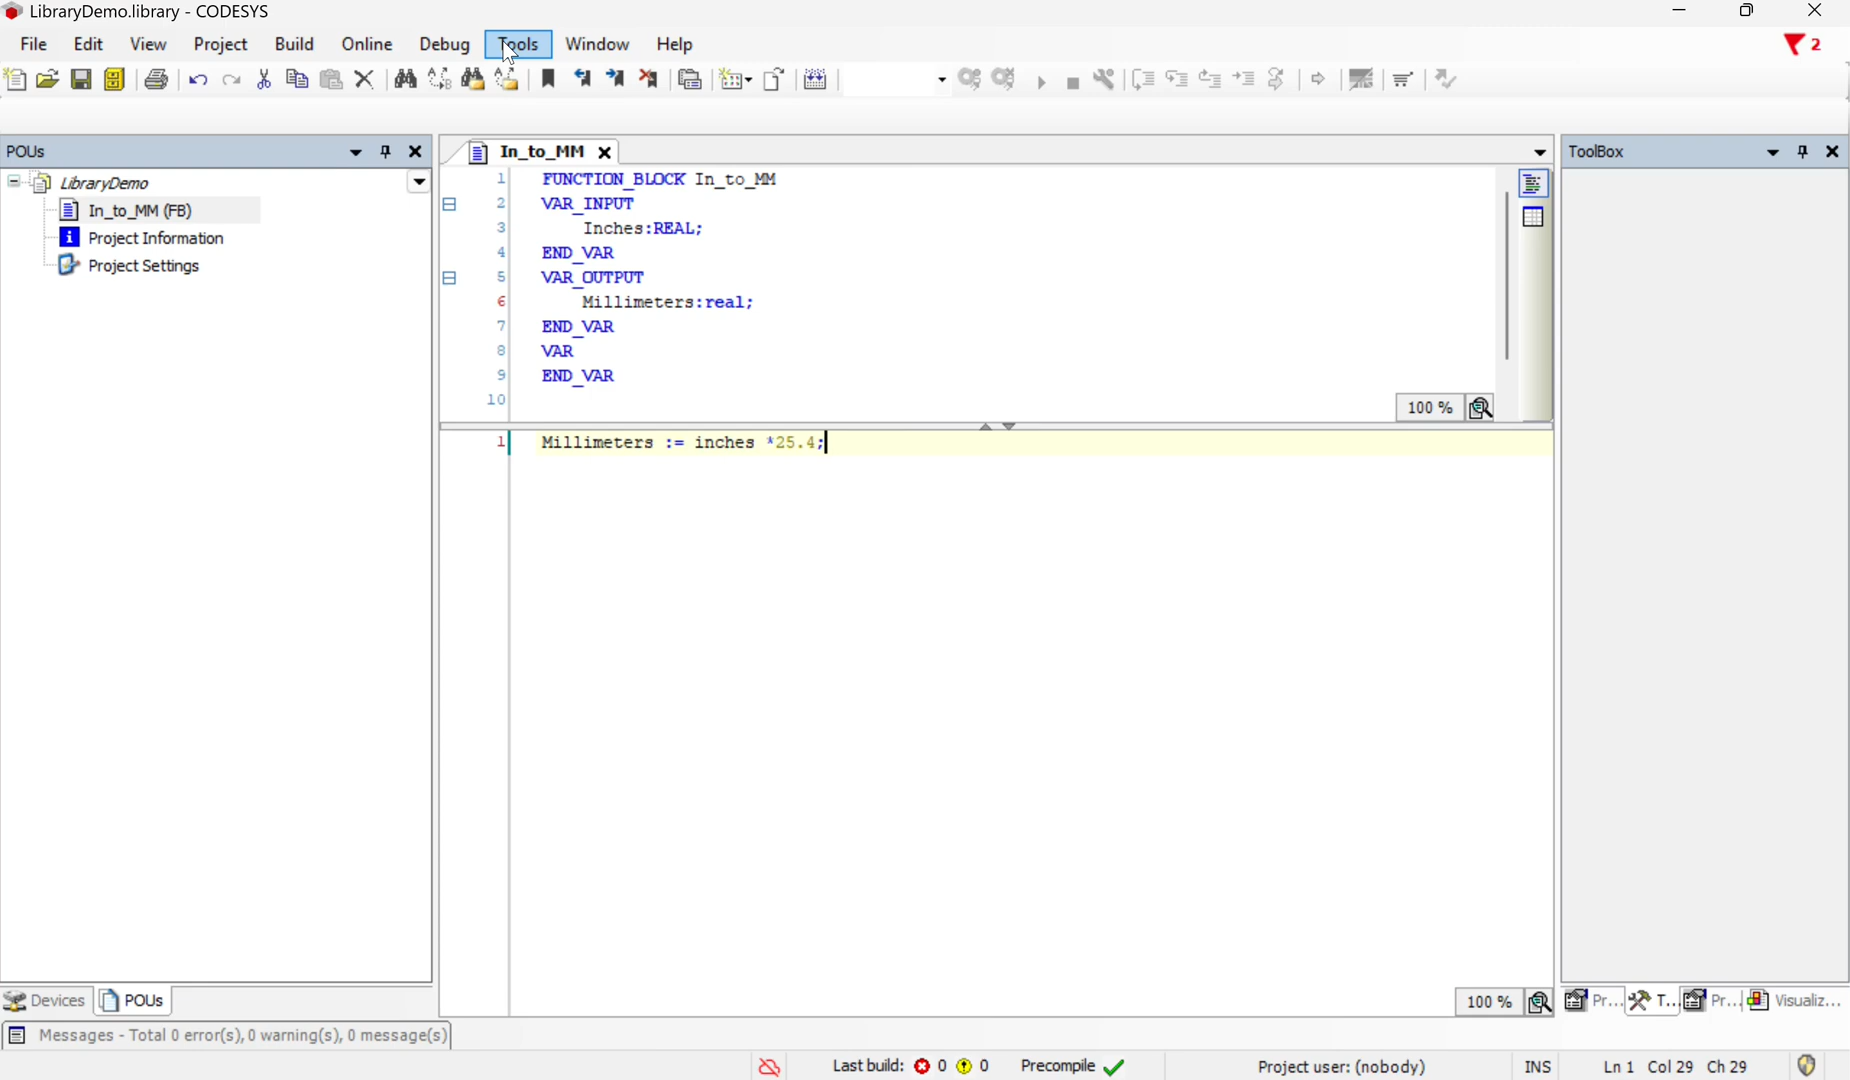 LibraryDemo.library - CODESYS
File Edit View Project Build Online Debug Tools Window Help 2
POUs
LibraryDemo
In_to_MM (FB)
Project Information
Project Settings
Devices POUs
In_to_MM
1 FUNCTION_BLOCK In_to_MM
2 VAR_INPUT
3 Inches:REAL;
4 END_VAR
5 VAR_OUTPUT
6 Millimeters:real;
7 END_VAR
8 VAR
9 END_VAR
10
100 %
1 Millimeters := inches *25.4;
100 %
ToolBox
Pr... T... Pr... Visualiz...
Messages - Total 0 error(s), 0 warning(s), 0 message(s)
Last build: 0 0 Precompile Project user: (nobody) INS Ln 1 Col 29 Ch 29